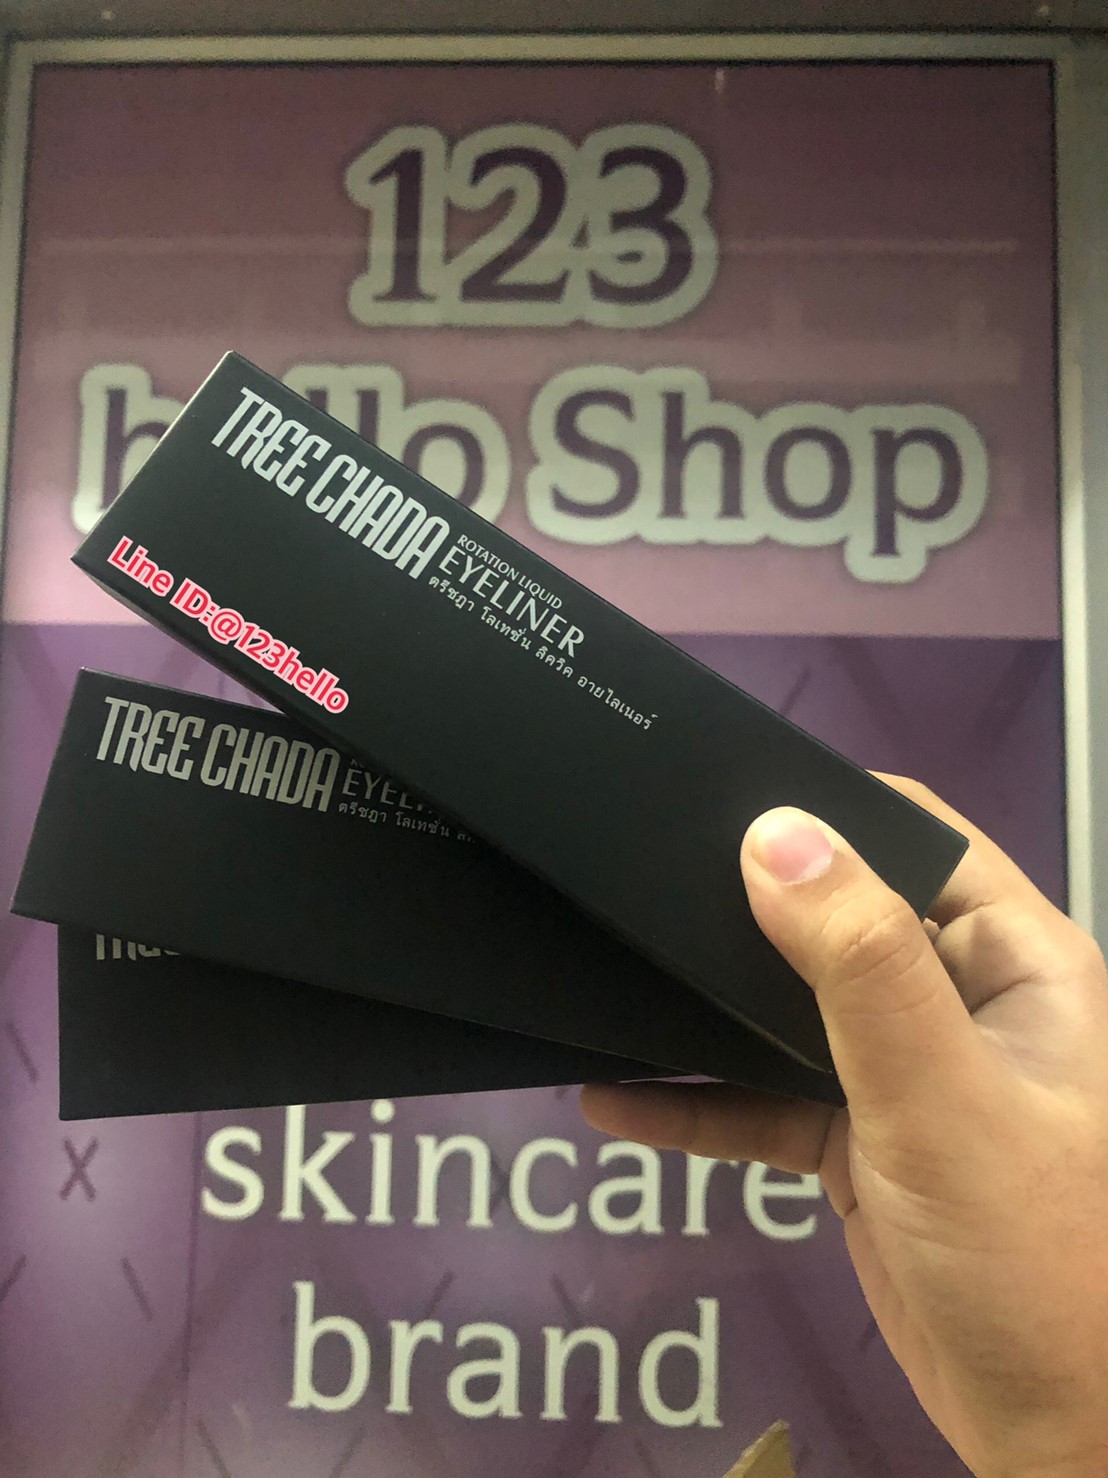 123
hello Shop
TREE CHADA
ROTATION LIQUID
EYELINER
ตรีชฎา โลเทชั่น ลิควิด อายไลเนอร์
Line ID:@123hello
TREE CHADA
ตรีชฎา โลเทชั่น
skincare
brand